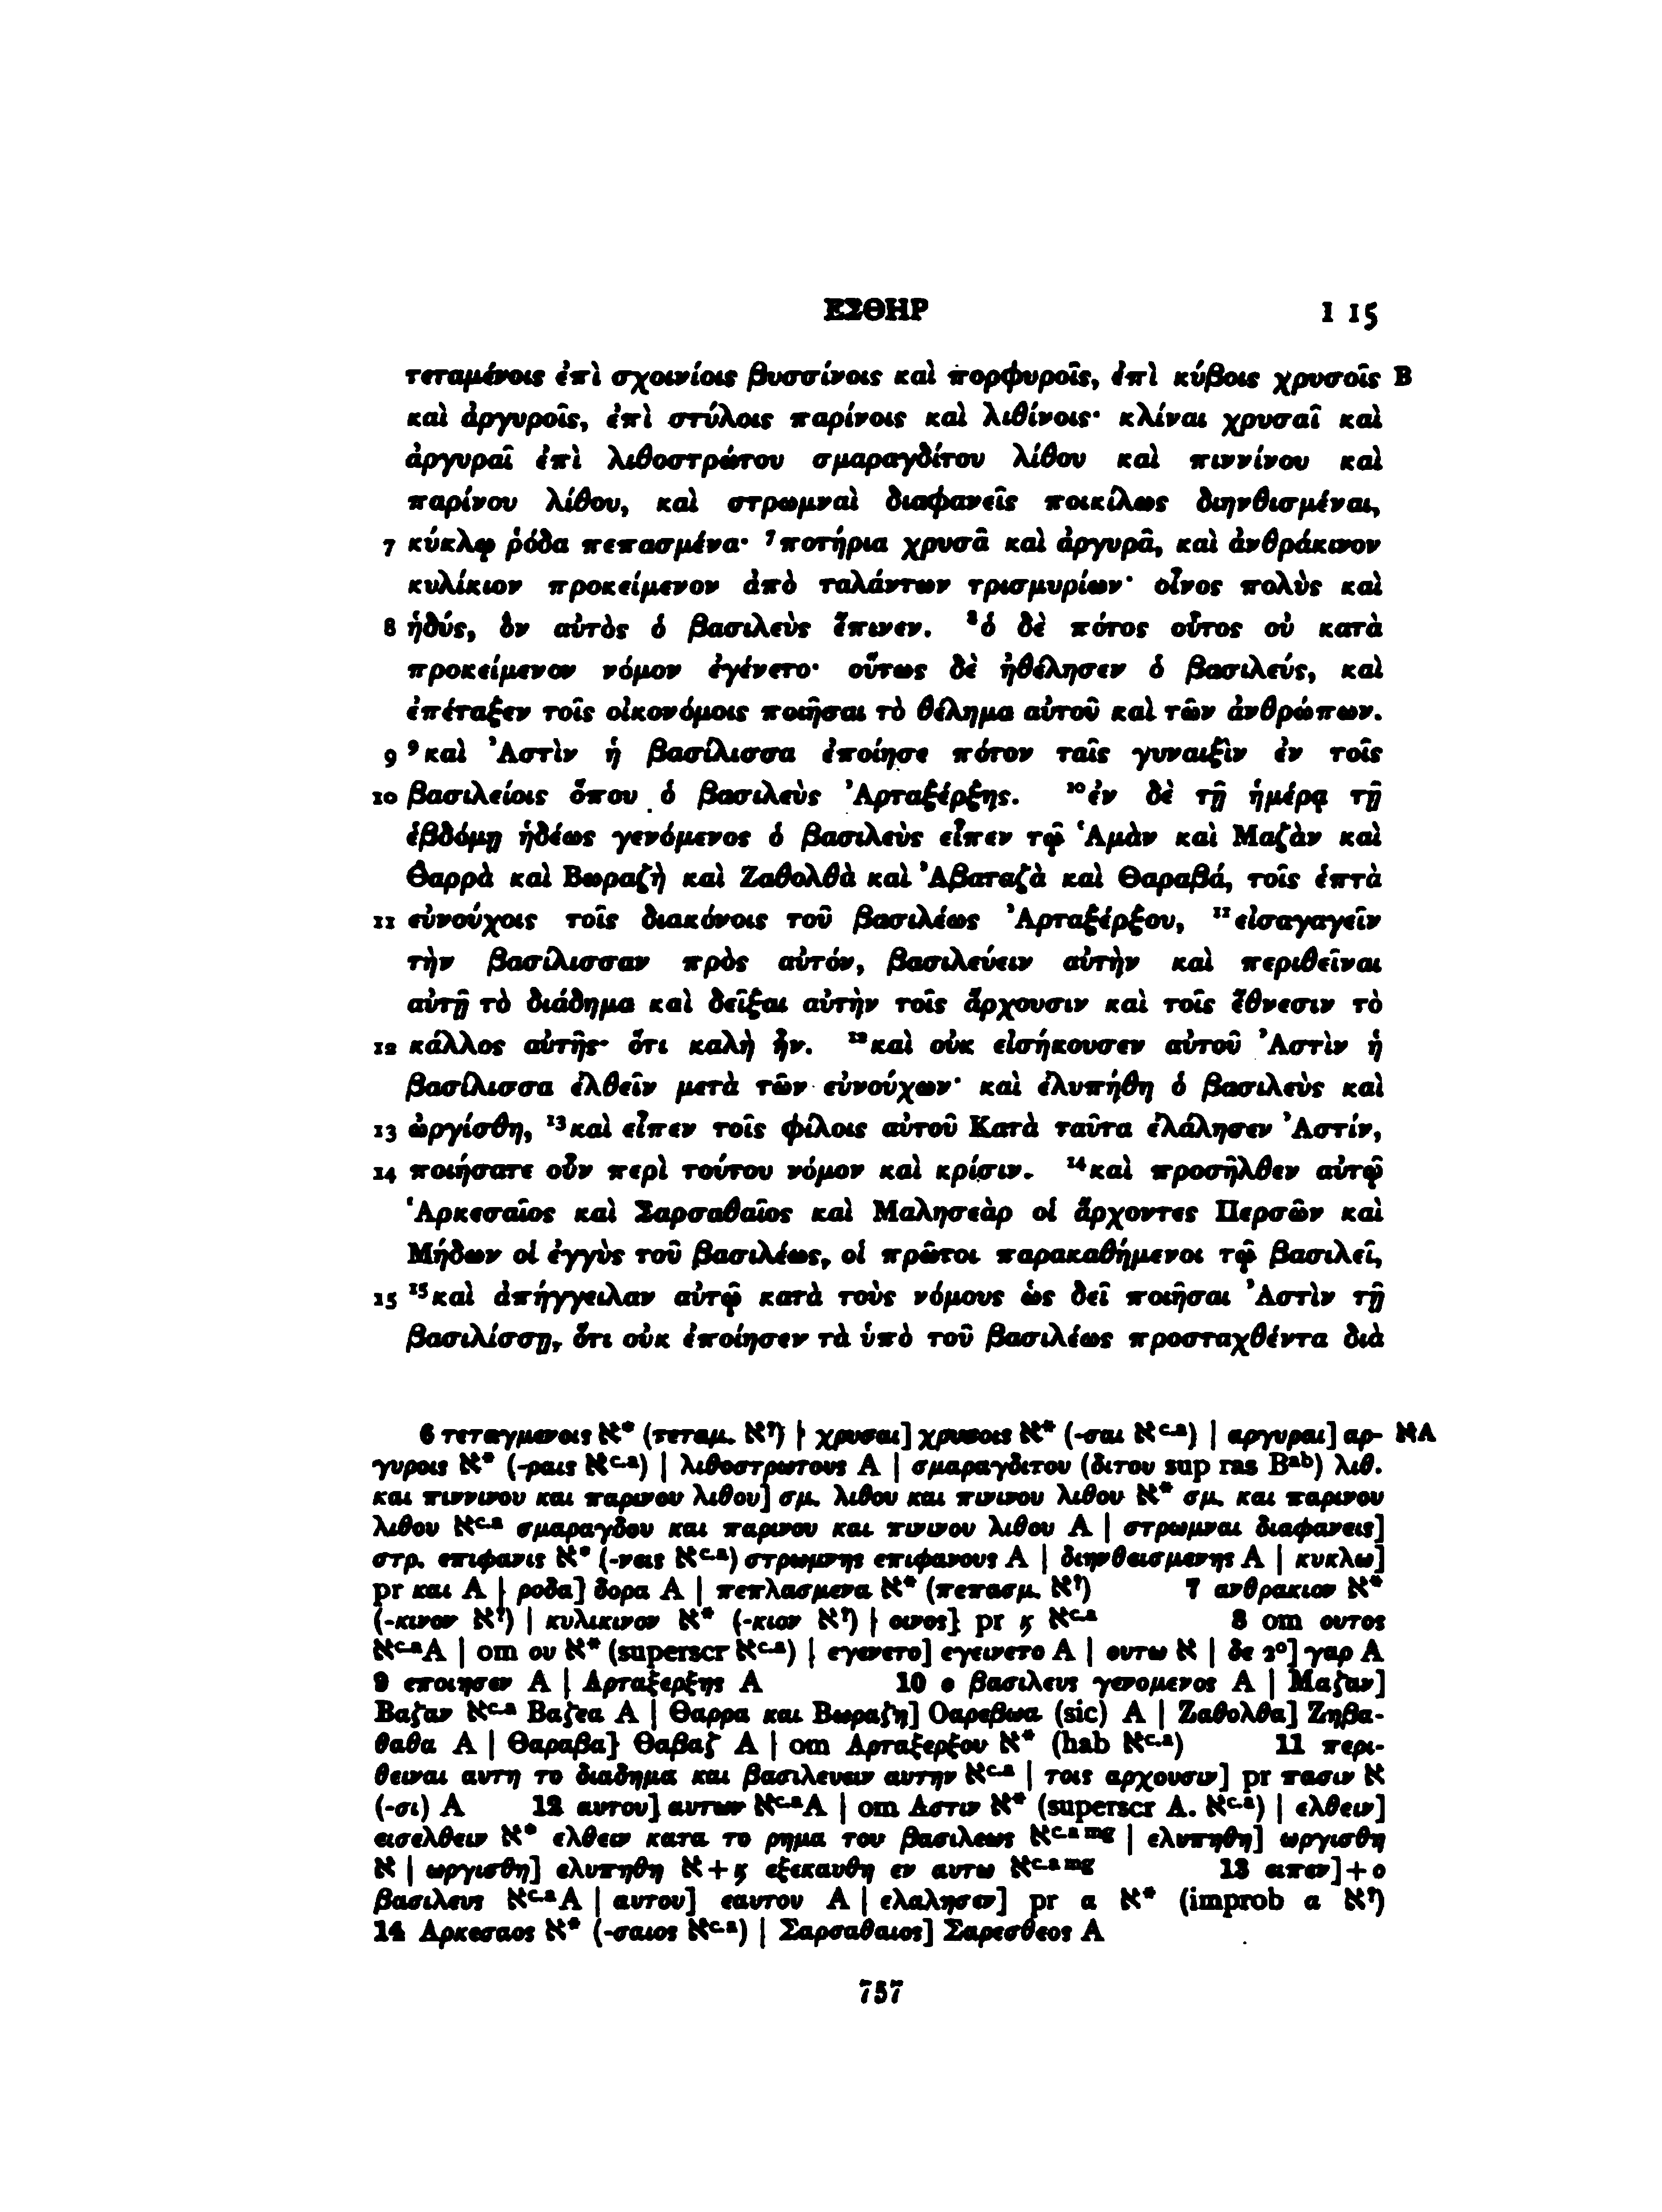 ΕΣΘΗΡ I 15
τεταμένοις ἐπὶ σχοινίοις βυσσίνοις καὶ πορφυροῖς, ἐπὶ κύβοις χρυσοῖς B
καὶ ἀργυροῖς, ἐπὶ στύλοις παρίνοις καὶ λιθίνοις· κλίναι χρυσαῖ καὶ
ἀργυραῖ ἐπὶ λιθοστρώτου σμαραγδίτου λίθου καὶ πιννίνου καὶ
παρίνου λίθου, καὶ στρωμναὶ διαφανεῖς ποικίλως διηνθισμέναι,
7 κύκλῳ ῥόδα πεπασμένα· ⁷ποτήρια χρυσᾶ καὶ ἀργυρᾶ, καὶ ἀνθράκινον
κυλίκιον προκείμενον ἀπὸ ταλάντων τρισμυρίων· οἶνος πολὺς καὶ
8 ἡδύς, ὃν αὐτὸς ὁ βασιλεὺς ἔπινεν. ⁸ὁ δὲ πότος οὗτος οὐ κατὰ
προκείμενον νόμον ἐγένετο· οὕτως δὲ ἠθέλησεν ὁ βασιλεύς, καὶ
ἐπέταξεν τοῖς οἰκονόμοις ποιῆσαι τὸ θέλημα αὐτοῦ καὶ τῶν ἀνθρώπων.
9 ⁹καὶ Ἀστὶν ἡ βασίλισσα ἐποίησε πότον ταῖς γυναιξὶν ἐν τοῖς
10 βασιλείοις ὅπου ὁ βασιλεὺς Ἀρταξέρξης. ¹⁰ἐν δὲ τῇ ἡμέρᾳ τῇ
ἑβδόμῃ ἡδέως γενόμενος ὁ βασιλεὺς εἶπεν τῷ Ἁμὰν καὶ Μαζὰν καὶ
Θαρρὰ καὶ Βωραζὴ καὶ Ζαθολθὰ καὶ Ἀβαταζὰ καὶ Θαραβά, τοῖς ἑπτὰ
11 εὐνούχοις τοῖς διακόνοις τοῦ βασιλέως Ἀρταξέρξου, ¹¹εἰσαγαγεῖν
τὴν βασίλισσαν πρὸς αὐτόν, βασιλεύειν αὐτὴν καὶ περιθεῖναι
αὐτῇ τὸ διάδημα καὶ δεῖξαι αὐτὴν τοῖς ἄρχουσιν καὶ τοῖς ἔθνεσιν τὸ
12 κάλλος αὐτῆς· ὅτι καλὴ ἦν. ¹²καὶ οὐκ εἰσήκουσεν αὐτοῦ Ἀστὶν ἡ
βασίλισσα ἐλθεῖν μετὰ τῶν εὐνούχων· καὶ ἐλυπήθη ὁ βασιλεὺς καὶ
13 ὠργίσθη, ¹³καὶ εἶπεν τοῖς φίλοις αὐτοῦ Κατὰ ταῦτα ἐλάλησεν Ἀστίν,
14 ποιήσατε οὖν περὶ τούτου νόμον καὶ κρίσιν. ¹⁴καὶ προσῆλθεν αὐτῷ
Ἁρκεσαῖος καὶ Σαρσαθαῖος καὶ Μαλησεὰρ οἱ ἄρχοντες Περσῶν καὶ
Μήδων οἱ ἐγγὺς τοῦ βασιλέως, οἱ πρῶτοι παρακαθήμενοι τῷ βασιλεῖ,
15 ¹⁵καὶ ἀπήγγειλαν αὐτῷ κατὰ τοὺς νόμους ὡς δεῖ ποιῆσαι Ἀστὶν τῇ
βασιλίσσῃ, ὅτι οὐκ ἐποίησεν τὰ ὑπὸ τοῦ βασιλέως προσταχθέντα διὰ
6 τεταγμενοις א* (τεταμ. א?) | χρυσαι] χρυσοις א* (-σαι אc.a) | αργυραι] αρ- אA
γυροις א* (-ραις אc.a) | λιθοστρωτους A | σμαραγδιτου (διτου sup ras Bab) λιθ.
και πιννινου και παρινου λιθου] σμ. λιθου και πινινου λιθου א* σμ. και παρινου
λιθου אc.a σμαραγδου και παρινου και πινινου λιθου A | στρωμναι διαφανεις]
στρ. επιφανις א* (-νεις אc.a) στρωμνης επιφανους A | διηνθεισμενης A | κυκλω]
pr και A | ροδα] δορα A | πεπλασμενα א* (πεπασμ. א?) 7 ανθρακιον א*
(-κινον א?) | κυλικινον א* (-κιον א?) | οινος] pr ϗ אc.a 8 om ουτος
אc.aA | om ου א* (superscr אc.a) | εγενετο] εγεινετο A | ουτω א | δε 2°] γαρ A
9 εποιησεν A | Αρταξερξης A 10 ο βασιλευς γενομενος A | Μαζαν]
Βαζαν אc.a Βαζεα A | Θαρρα και Βωραζη] Οαρεβωα (sic) A | Ζαθολθα] Ζηβα-
θαθα A | Θαραβα] Θαβαζ A | om Αρταξερξου א* (hab אc.a) 11 περι-
θειναι αυτη το διαδημα και βασιλευειν αυτην אc.a | τοις αρχουσιν] pr πασιν א
(-σι) A 12 αυτου] αυτων אc.aA | om Αστιν א* (superscr A. אc.a) | ελθειν]
εισελθειν א* ελθειν κατα το ρημα του βασιλεως אc.a mg | ελυπηθη] ωργισθη
א | ωργισθη] ελυπηθη א + ϗ εξεκαυθη εν αυτω אc.a mg 13 ειπεν] + ο
βασιλευς אc.aA | αυτου] εαυτου A | ελαλησεν] pr α א* (improb α א?)
14 Αρκεσαος א* (-σαιος אc.a) | Σαρσαθαιος] Σαρεσθεος A
757